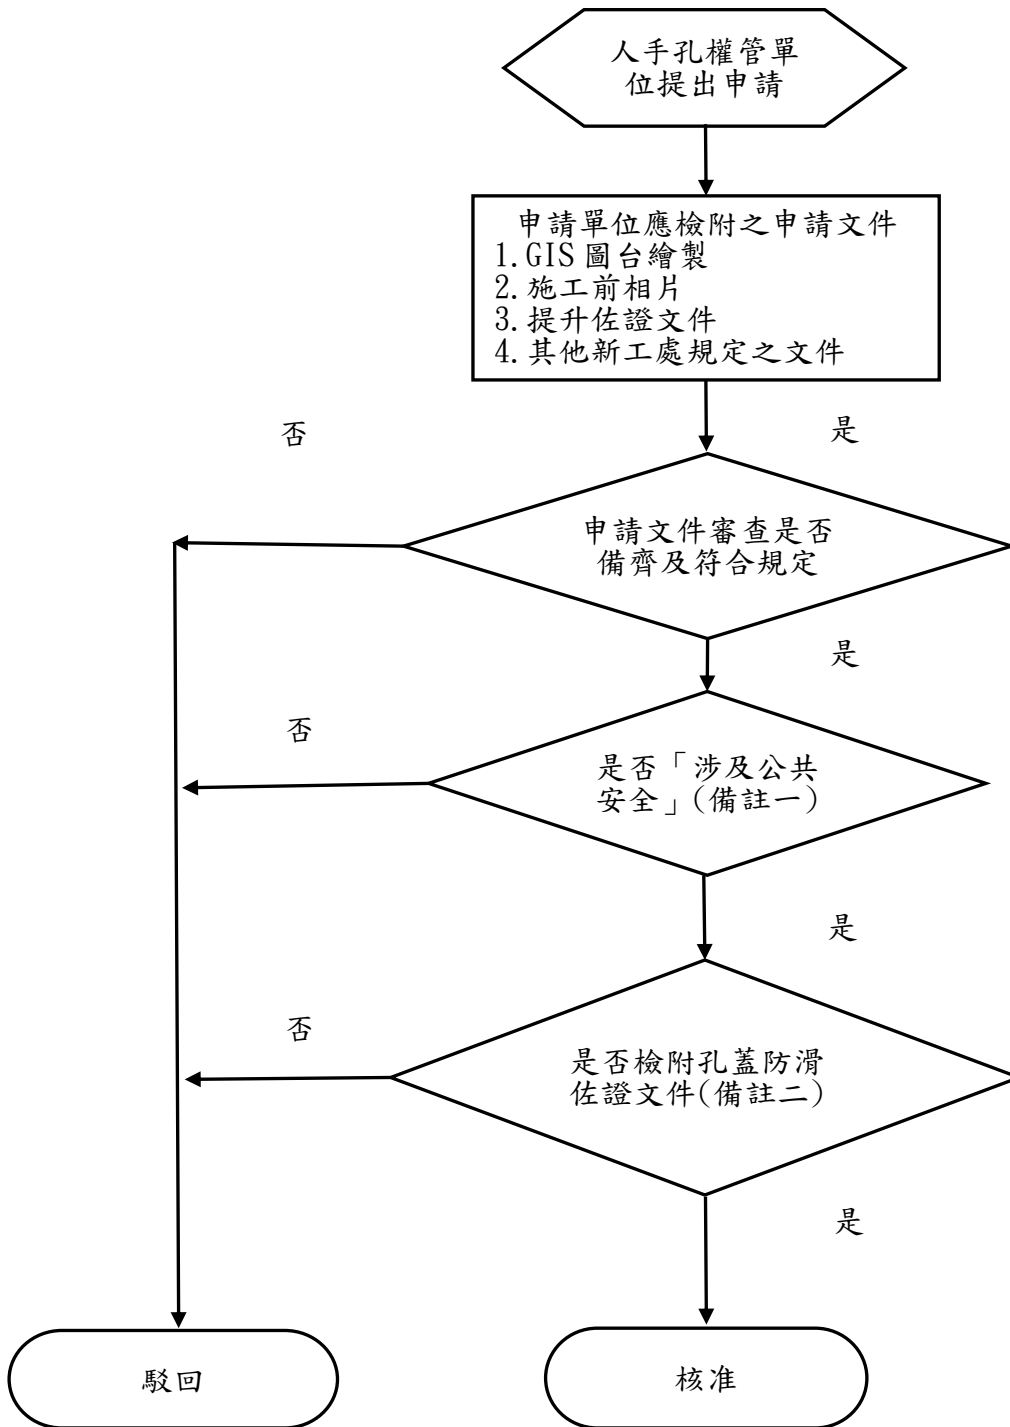 人手孔權管單
位提出申請
申請單位應檢附之申請文件
1.GIS圖台繪製
2.施工前相片
3.提升佐證文件
4.其他新工處規定之文件
否
是
申請文件審查是否
備齊及符合規定
是
否
是否「涉及公共
安全」(備註一)
是
否
是否檢附孔蓋防滑
佐證文件(備註二)
是
駁回
核准